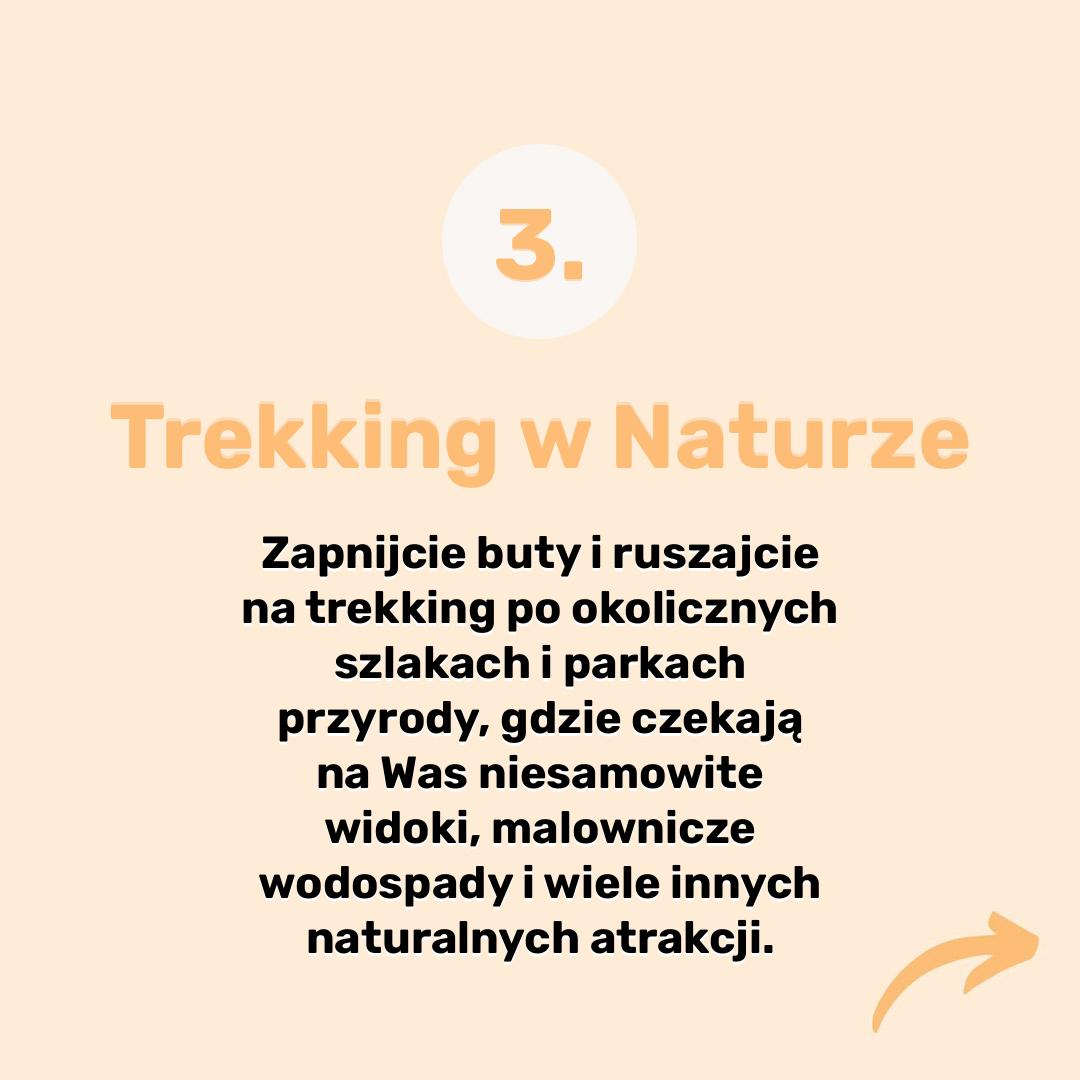 3.
Trekking w Naturze
Zapnijcie buty i ruszajcie
na trekking po okolicznych
szlakach i parkach
przyrody, gdzie czekają
na Was niesamowite
widoki, malownicze
wodospady i wiele innych
naturalnych atrakcji.